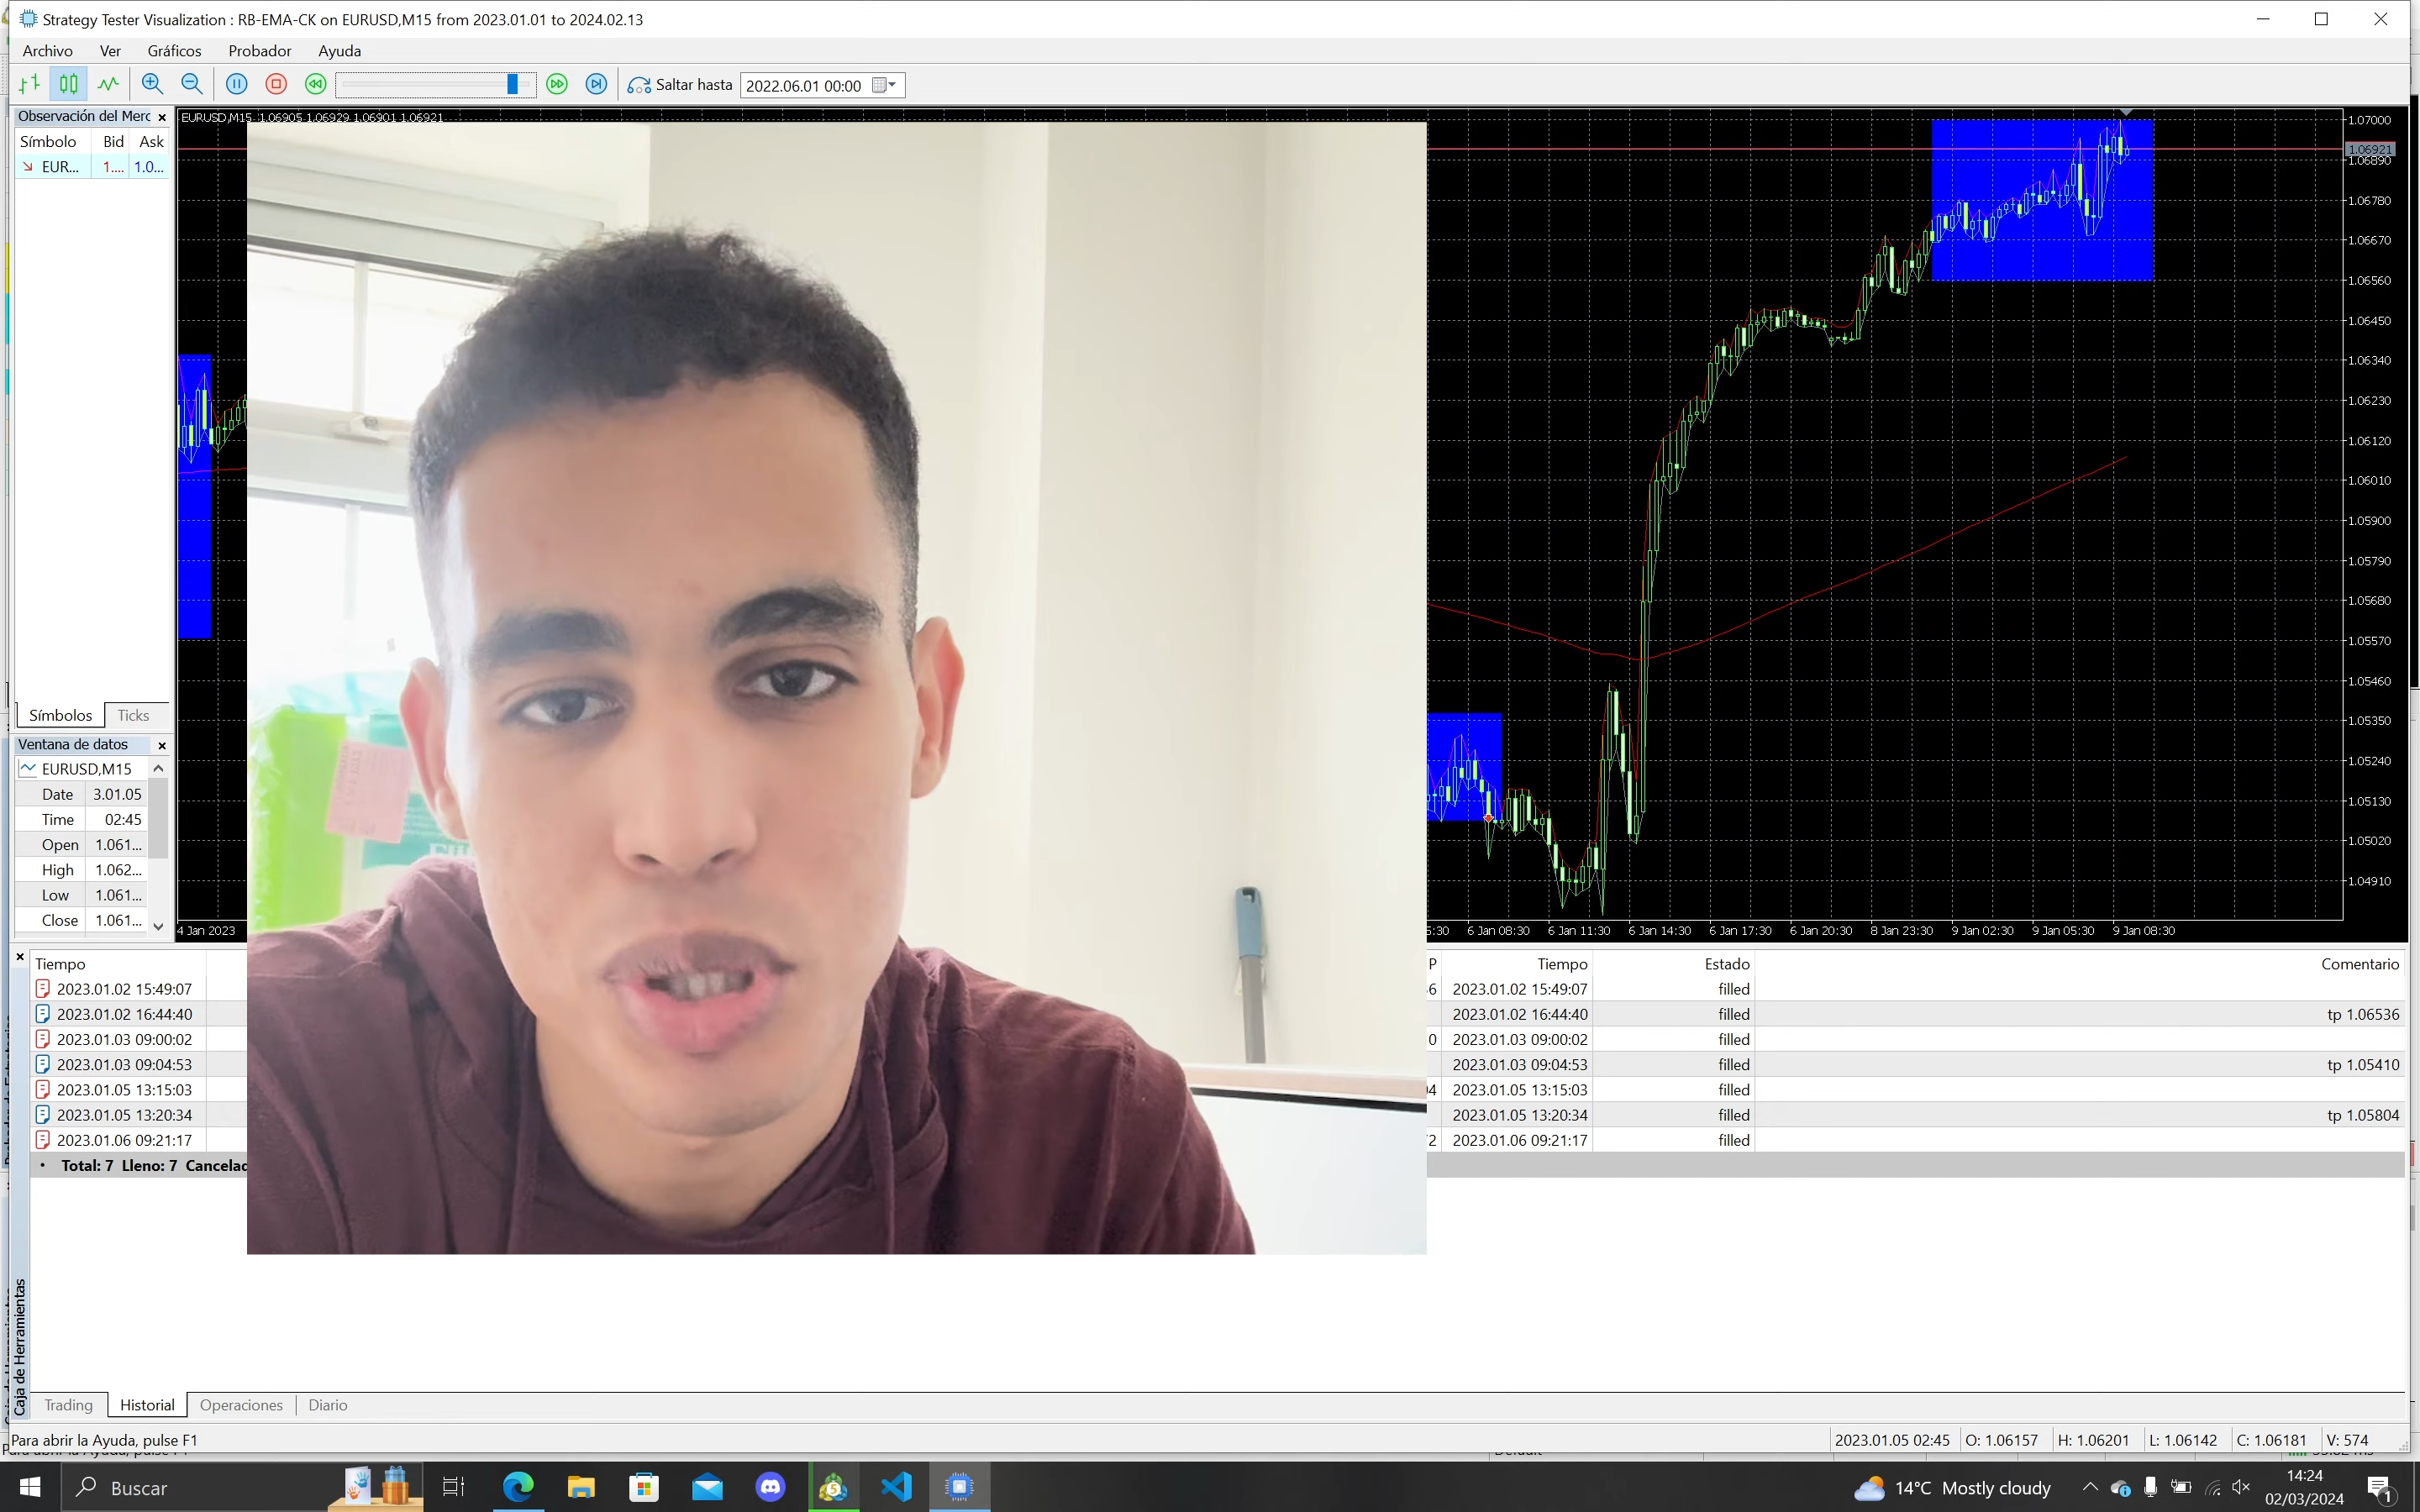 Strategy Tester Visualization : RB-EMA-CK on EURUSD,M15 from 2023.01.01 to 2024.02.13
Archivo Ver Gráficos Probador Ayuda
Saltar hasta 2022.06.01 00:00
Observación del Merc
Símbolo Bid Ask
EUR... 1.... 1.0...
Símbolos Ticks
Ventana de datos
EURUSD,M15
Date 3.01.05
Time 02:45
Open 1.061...
High 1.062...
Low 1.061...
Close 1.061...
EURUSD,M15 1.06905 1.06929 1.06901 1.06921
1.07000
1.06921
1.06890
1.06780
1.06670
1.06560
1.06450
1.06340
1.06230
1.06120
1.06010
1.05900
1.05790
1.05680
1.05570
1.05460
1.05350
1.05240
1.05130
1.05020
1.04910
4 Jan 2023 5:30 6 Jan 08:30 6 Jan 11:30 6 Jan 14:30 6 Jan 17:30 6 Jan 20:30 8 Jan 23:30 9 Jan 02:30 9 Jan 05:30 9 Jan 08:30
Tiempo P Tiempo Estado Comentario
2023.01.02 15:49:07 6 2023.01.02 15:49:07 filled
2023.01.02 16:44:40 2023.01.02 16:44:40 filled tp 1.06536
2023.01.03 09:00:02 0 2023.01.03 09:00:02 filled
2023.01.03 09:04:53 2023.01.03 09:04:53 filled tp 1.05410
2023.01.05 13:15:03 4 2023.01.05 13:15:03 filled
2023.01.05 13:20:34 2023.01.05 13:20:34 filled tp 1.05804
2023.01.06 09:21:17 2 2023.01.06 09:21:17 filled
Total: 7 Lleno: 7 Cancelad
Caja de Herramientas
Trading Historial Operaciones Diario
Para abrir la Ayuda, pulse F1
2023.01.05 02:45 O: 1.06157 H: 1.06201 L: 1.06142 C: 1.06181 V: 574
Buscar
14°C Mostly cloudy
14:24
02/03/2024
1